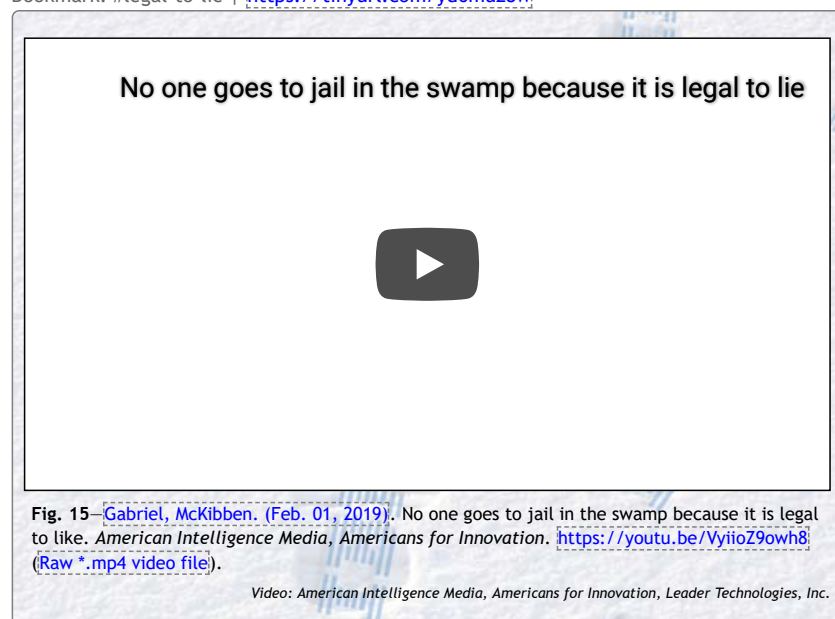 No one goes to jail in the swamp because it is legal to lie
Fig. 15—Gabriel, McKibben. (Feb. 01, 2019). No one goes to jail in the swamp because it is legal
to like. American Intelligence Media, Americans for Innovation. https://youtu.be/VyiioZ9owh8
(Raw *.mp4 video file).
Video: American Intelligence Media, Americans for Innovation, Leader Technologies, Inc.